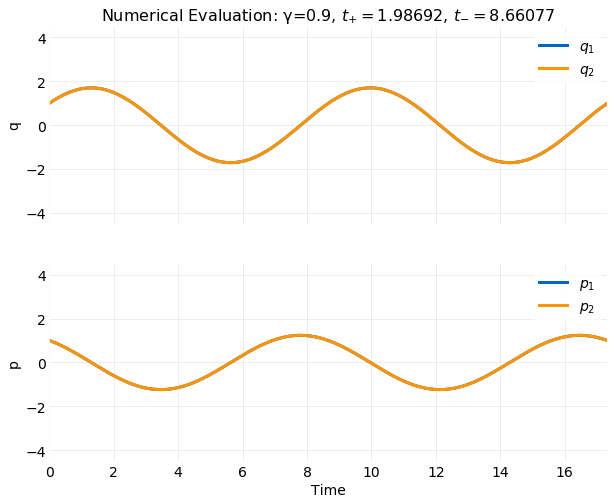 Numerical Evaluation: γ=0.9, t₊ = 1.98692, t₋ = 8.66077
4
2
0
−2
−4
q
q₁
q₂
4
2
0
−2
−4
p
p₁
p₂
0 2 4 6 8 10 12 14 16
Time